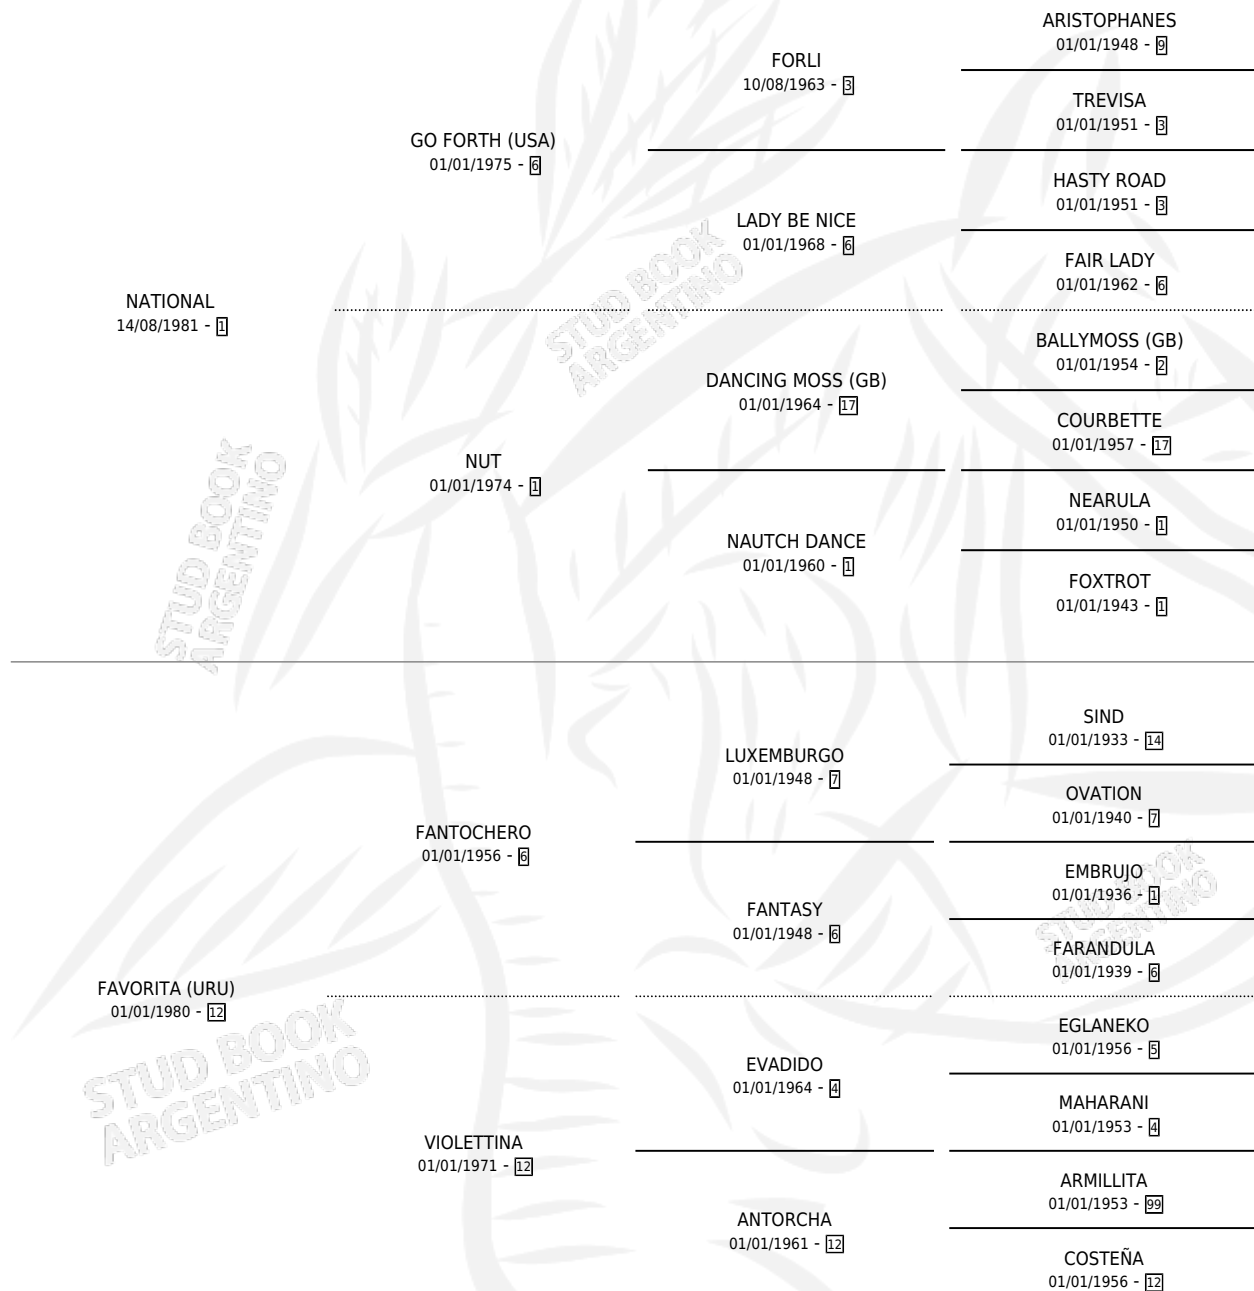 ARISTOPHANES
01/01/1948 - 9
FORLI
10/08/1963 - 3
TREVISA
01/01/1951 - 3
GO FORTH (USA)
01/01/1975 - 6
HASTY ROAD
01/01/1951 - 3
LADY BE NICE
01/01/1968 - 6
FAIR LADY
01/01/1962 - 6
NATIONAL
14/08/1981 - 1
BALLYMOSS (GB)
01/01/1954 - 2
DANCING MOSS (GB)
01/01/1964 - 17
COURBETTE
01/01/1957 - 17
NUT
01/01/1974 - 1
NEARULA
01/01/1950 - 1
NAUTCH DANCE
01/01/1960 - 1
FOXTROT
01/01/1943 - 1
SIND
01/01/1933 - 14
LUXEMBURGO
01/01/1948 - 7
OVATION
01/01/1940 - 7
FANTOCHERO
01/01/1956 - 6
EMBRUJO
01/01/1936 - 1
FANTASY
01/01/1948 - 6
FARANDULA
01/01/1939 - 6
FAVORITA (URU)
01/01/1980 - 12
EGLANEKO
01/01/1956 - 5
EVADIDO
01/01/1964 - 4
MAHARANI
01/01/1953 - 4
VIOLETTINA
01/01/1971 - 12
ARMILLITA
01/01/1953 - 99
ANTORCHA
01/01/1961 - 12
COSTEÑA
01/01/1956 - 12
STUD BOOK
ARGENTINO
STUD BOOK
ARGENTINO
STUD BOOK
ARGENTINO
STUD BOOK
ARGENTINO